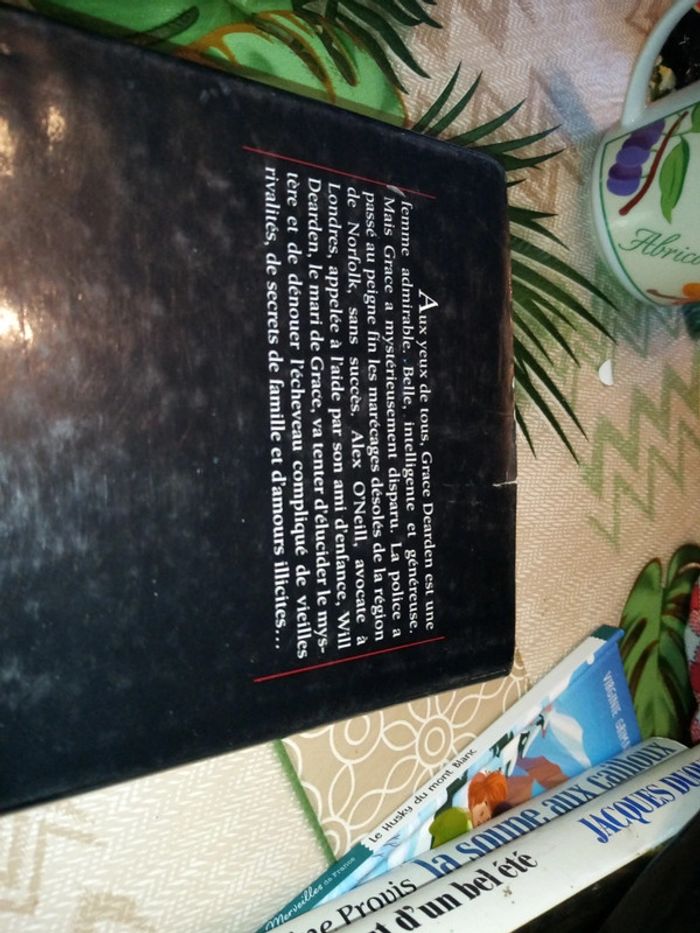 Aux yeux de tous, Grace Dearden est une
femme admirable. Belle, intelligente et généreuse.
Mais Grace a mystérieusement disparu. La police a
passé au peigne fin les marécages désolés de la région
de Norfolk, sans succès. Alex O'Neill, avocate à
Londres, appelée à l'aide par son ami d'enfance, Will
Dearden, le mari de Grace, va tenter d'élucider le mys-
tère et de dénouer l'écheveau compliqué de vieilles
rivalités, de secrets de famille et d'amours illicites...
Abric
VIRGINIE GRIMA
Le Husky du mont Blanc
Merveilles de France
la soupe aux cailloux
ne Provis
JACQUES DU
t d'un bel été